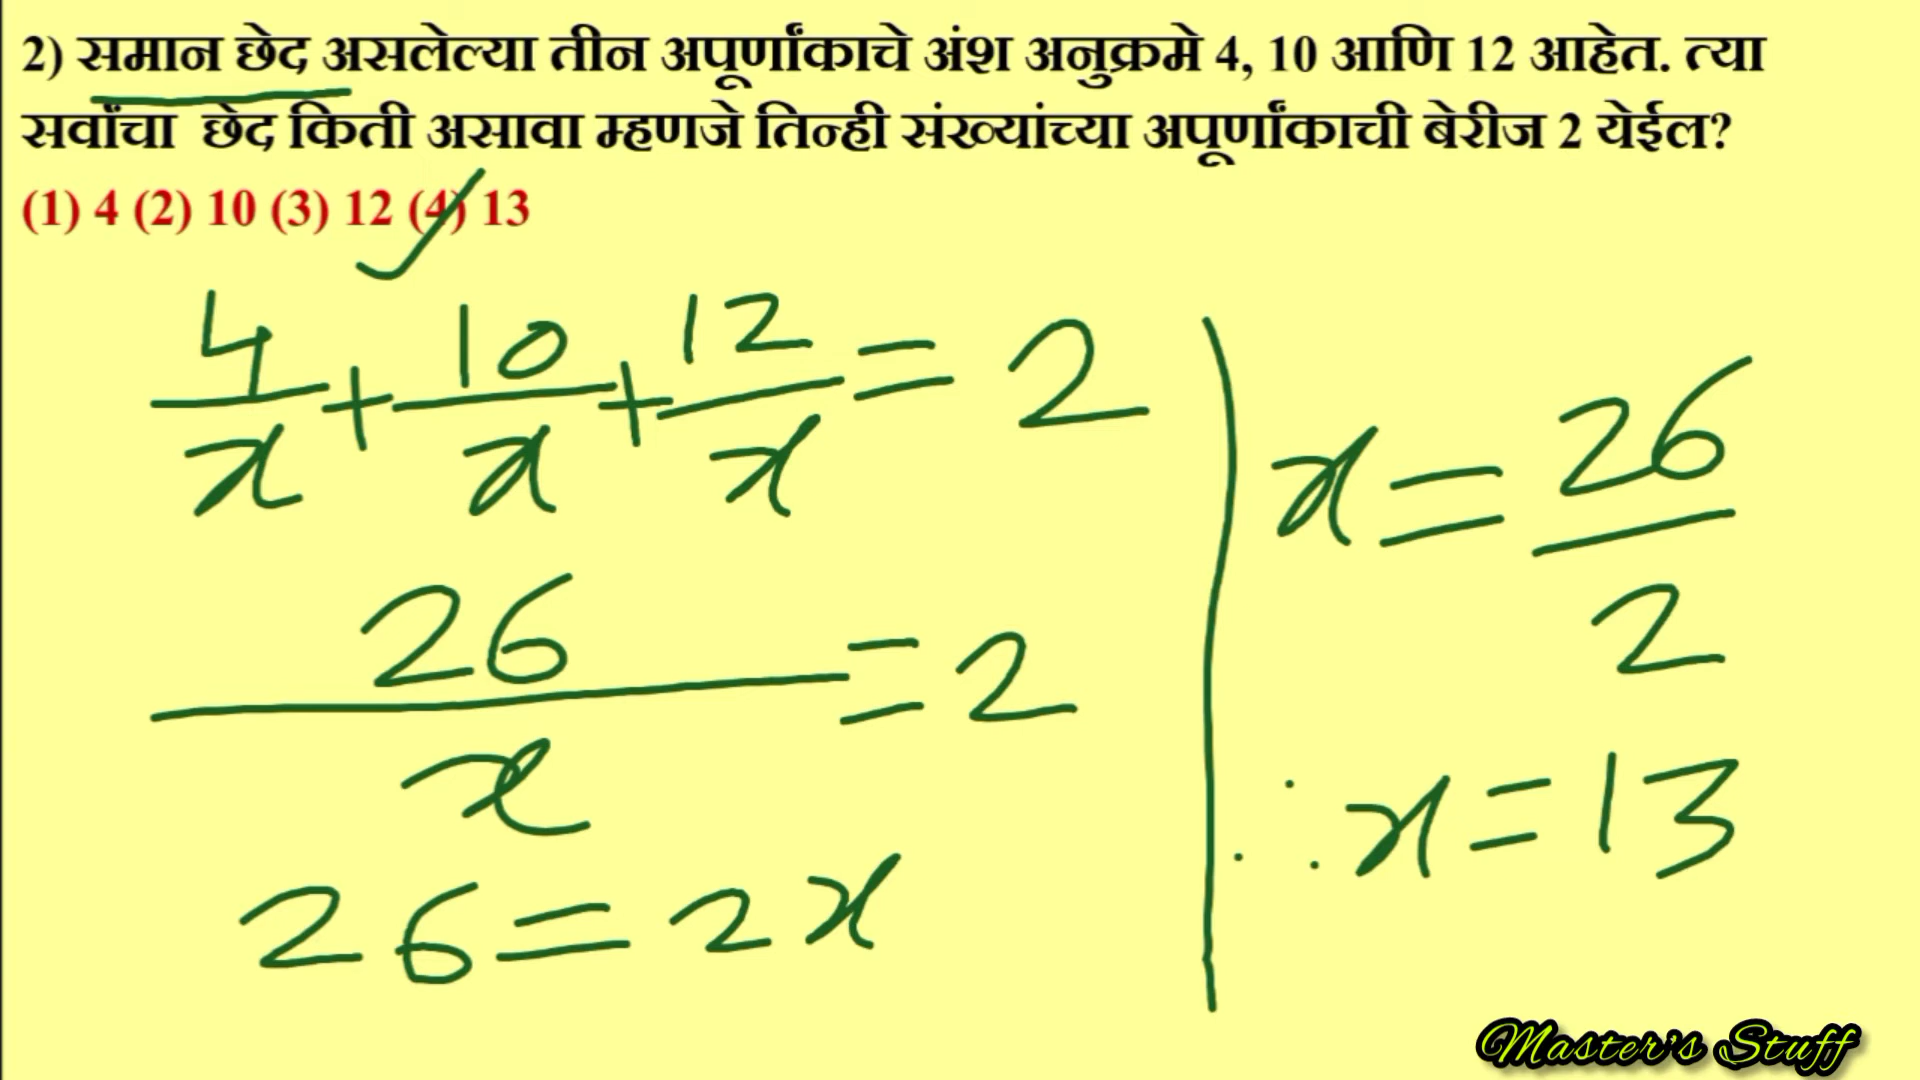 2) समान छेद असलेल्या तीन अपूर्णांकाचे अंश अनुक्रमे 4, 10 आणि 12 आहेत. त्या
सर्वांचा छेद किती असावा म्हणजे तिन्ही संख्यांच्या अपूर्णांकाची बेरीज 2 येईल?
(1) 4 (2) 10 (3) 12 (4) 13
4/x + 10/x + 12/x = 2
26/x = 2
26 = 2x
x = 26/2
∴ x = 13
Master's Stuff